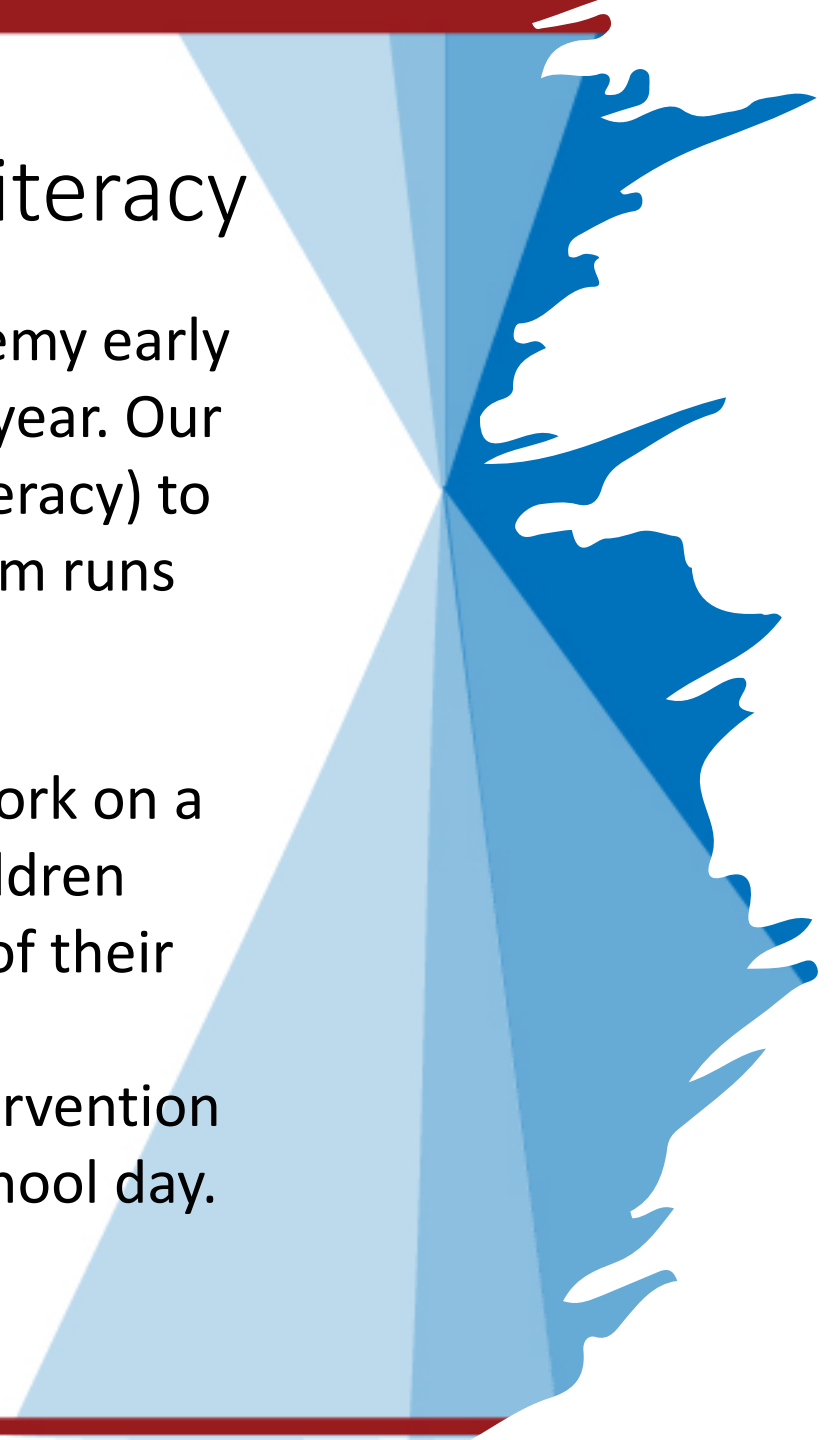 iteracy
emy early
year. Our
eracy) to
m runs
ork on a
ldren
of their
rvention
hool day.